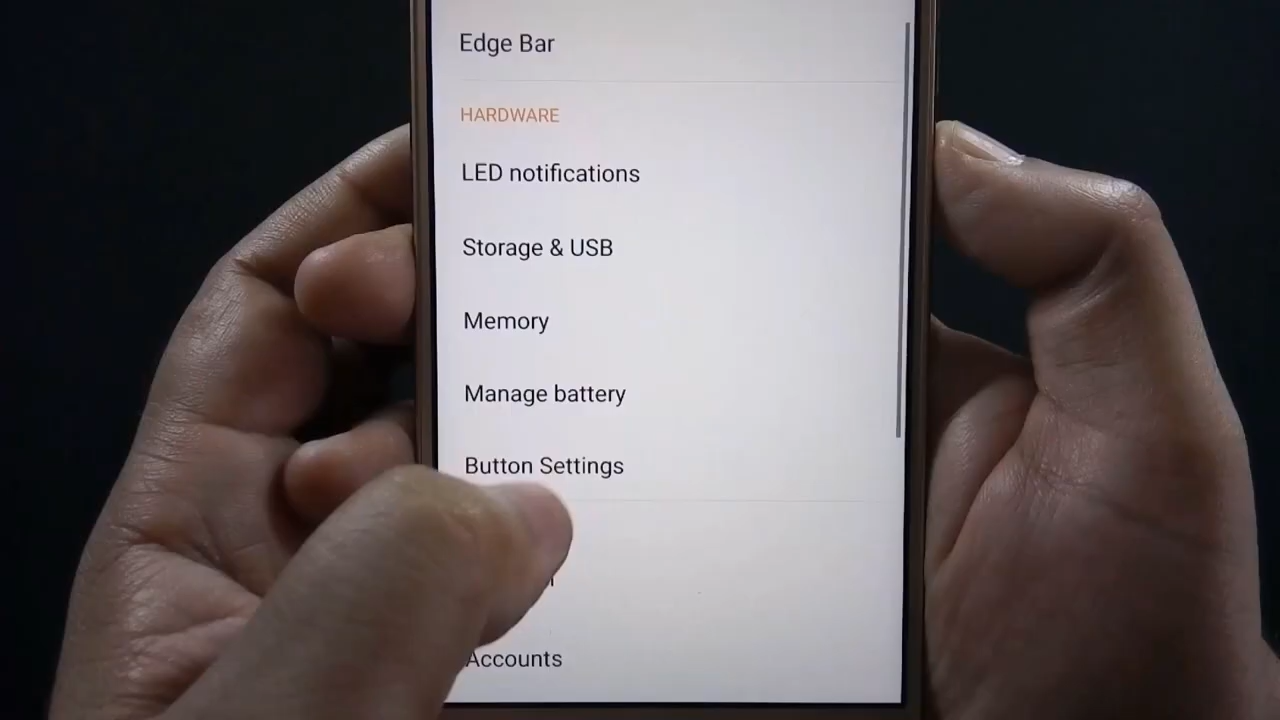 Edge Bar
HARDWARE
LED notifications
Storage & USB
Memory
Manage battery
Button Settings
Accounts